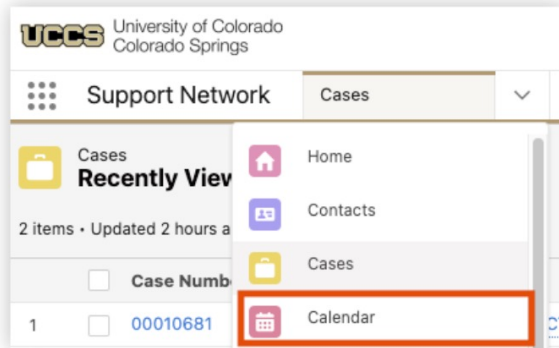 UCCS University of Colorado
Colorado Springs
Support Network Cases
Cases
Recently View
2 items • Updated 2 hours a
Case Numb
1 00010681
Home
Contacts
Cases
Calendar